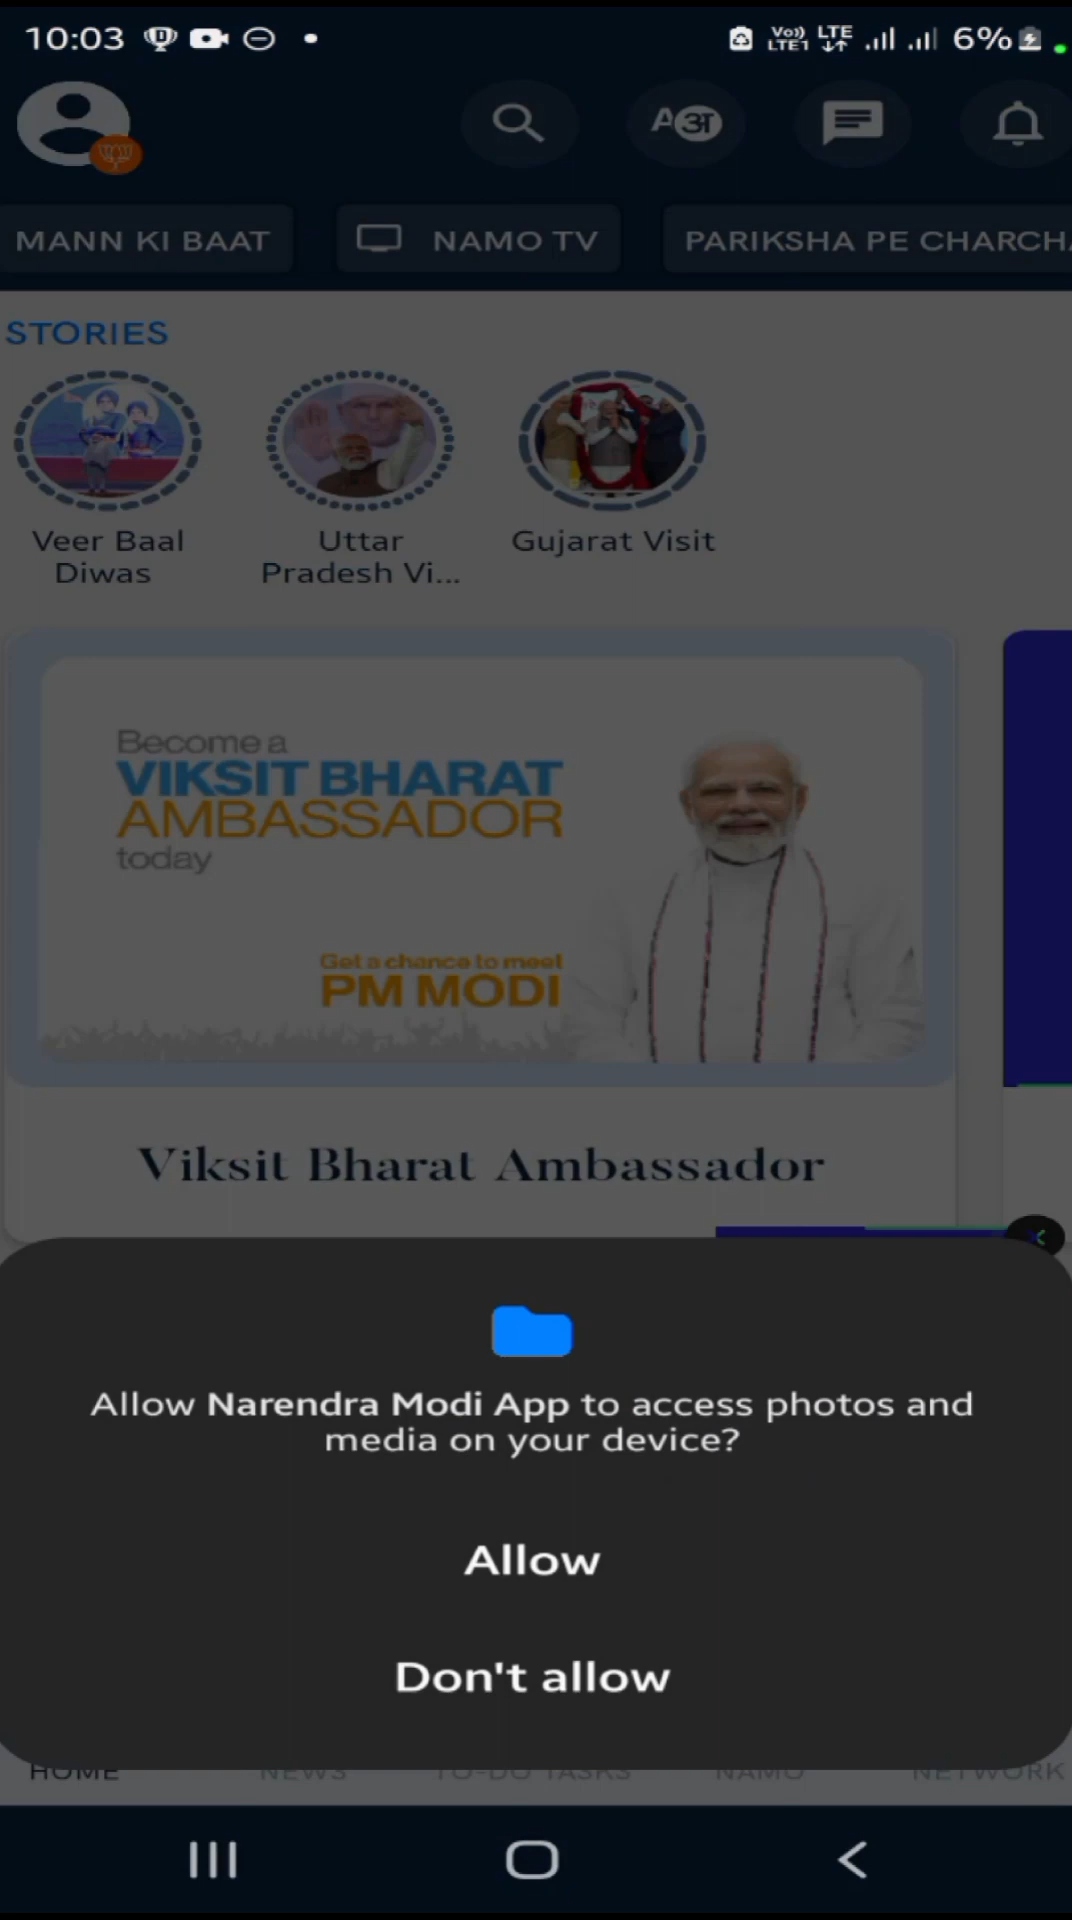 10:03 Vo)) LTE1 LTE 6%
A अ
MANN KI BAAT NAMO TV PARIKSHA PE CHARCHA
STORIES
Veer Baal Diwas
Uttar Pradesh Vi...
Gujarat Visit
Become a
VIKSIT BHARAT
AMBASSADOR
today
Get a chance to meet
PM MODI
Viksit Bharat Ambassador
Allow Narendra Modi App to access photos and
media on your device?
Allow
Don't allow
HOME NEWS TO-DO TASKS NAMO NETWORK